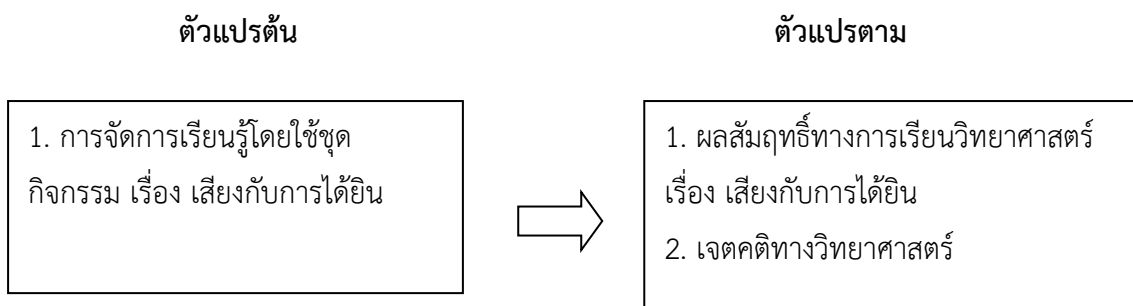 ตัวแปรต้น
ตัวแปรตาม
1. การจัดการเรียนรู้โดยใช้ชุด
กิจกรรม เรื่อง เสียงกับการได้ยิน
1. ผลสัมฤทธิ์ทางการเรียนวิทยาศาสตร์
เรื่อง เสียงกับการได้ยิน
2. เจตคติทางวิทยาศาสตร์